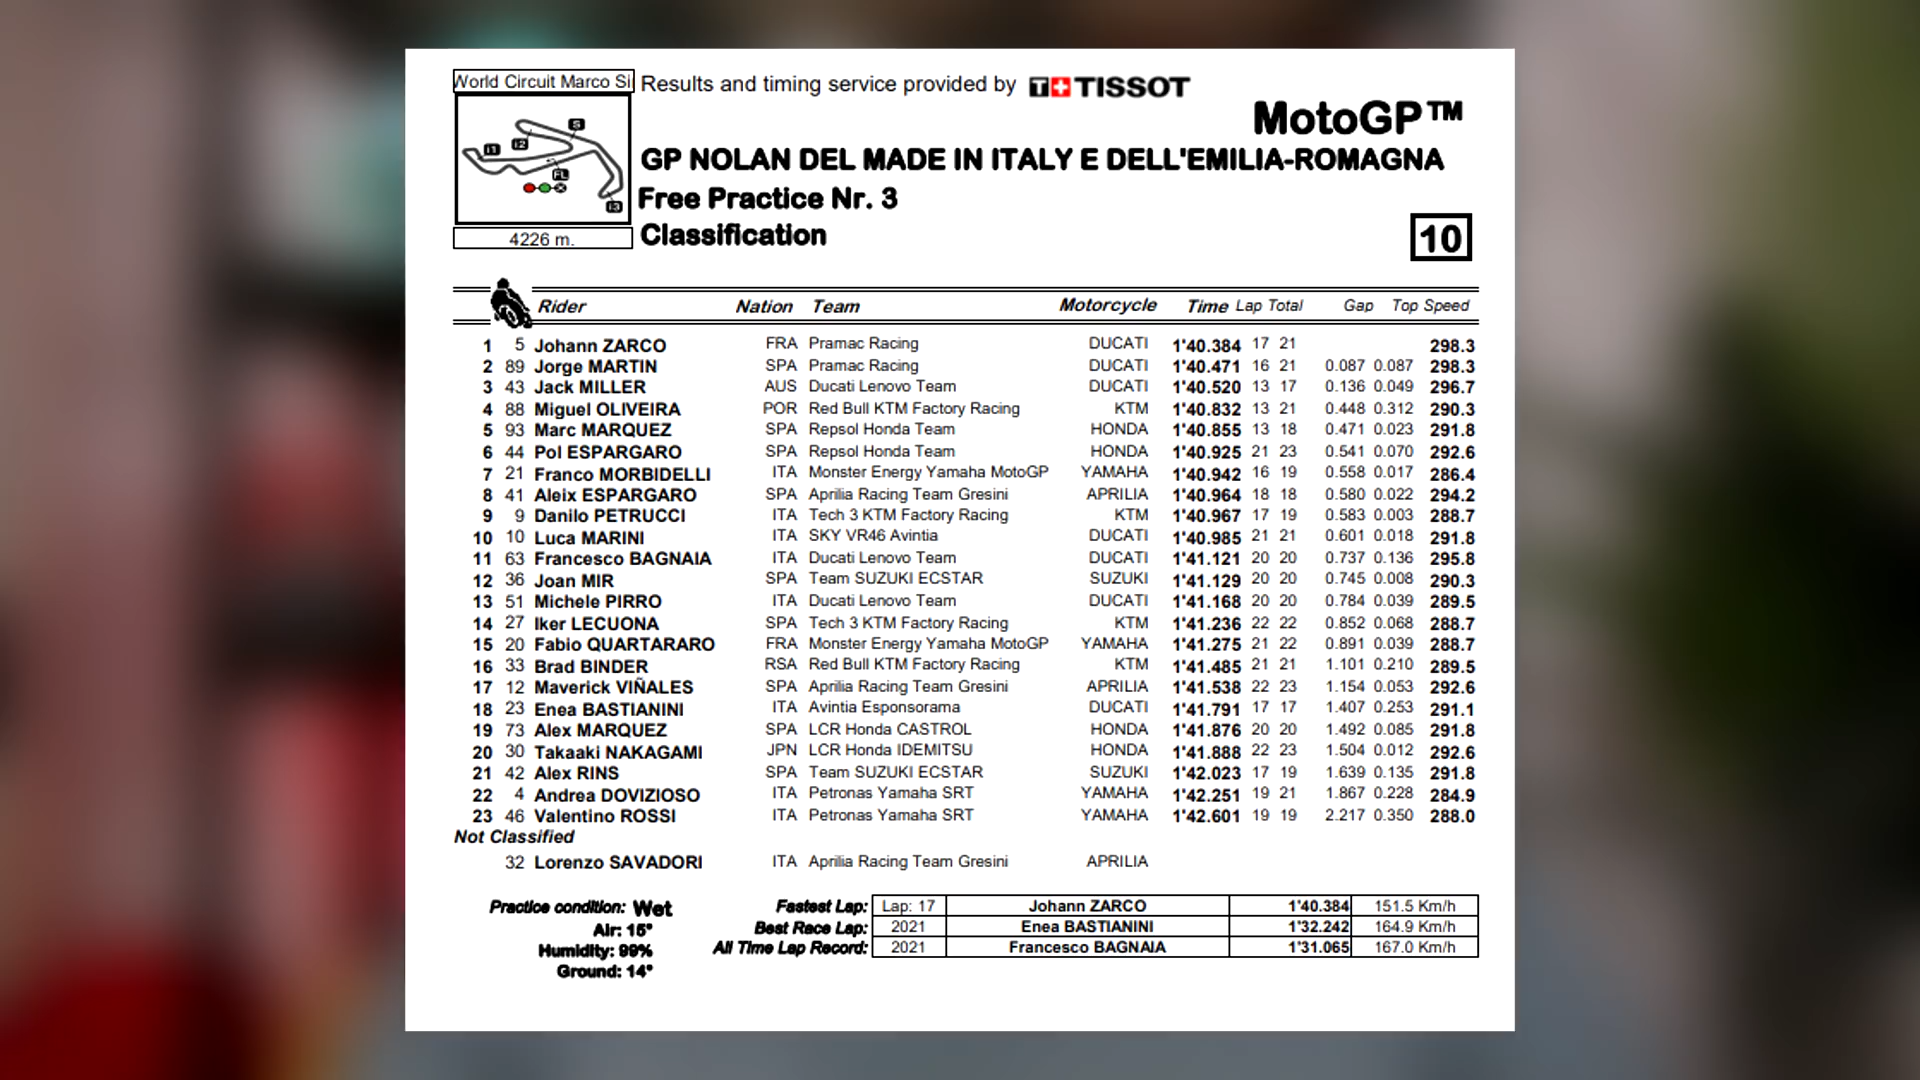 World Circuit Marco Si
Results and timing service provided by T+ TISSOT
MotoGP™
GP NOLAN DEL MADE IN ITALY E DELL'EMILIA-ROMAGNA
Free Practice Nr. 3
Classification
10
S
I1 I2
FL
I3
4226 m.
Rider Nation Team Motorcycle Time Lap Total Gap Top Speed
1 5 Johann ZARCO FRA Pramac Racing DUCATI 1'40.384 17 21 298.3
2 89 Jorge MARTIN SPA Pramac Racing DUCATI 1'40.471 16 21 0.087 0.087 298.3
3 43 Jack MILLER AUS Ducati Lenovo Team DUCATI 1'40.520 13 17 0.136 0.049 296.7
4 88 Miguel OLIVEIRA POR Red Bull KTM Factory Racing KTM 1'40.832 13 21 0.448 0.312 290.3
5 93 Marc MARQUEZ SPA Repsol Honda Team HONDA 1'40.855 13 18 0.471 0.023 291.8
6 44 Pol ESPARGARO SPA Repsol Honda Team HONDA 1'40.925 21 23 0.541 0.070 292.6
7 21 Franco MORBIDELLI ITA Monster Energy Yamaha MotoGP YAMAHA 1'40.942 16 19 0.558 0.017 286.4
8 41 Aleix ESPARGARO SPA Aprilia Racing Team Gresini APRILIA 1'40.964 18 18 0.580 0.022 294.2
9 9 Danilo PETRUCCI ITA Tech 3 KTM Factory Racing KTM 1'40.967 17 19 0.583 0.003 288.7
10 10 Luca MARINI ITA SKY VR46 Avintia DUCATI 1'40.985 21 21 0.601 0.018 291.8
11 63 Francesco BAGNAIA ITA Ducati Lenovo Team DUCATI 1'41.121 20 20 0.737 0.136 295.8
12 36 Joan MIR SPA Team SUZUKI ECSTAR SUZUKI 1'41.129 20 20 0.745 0.008 290.3
13 51 Michele PIRRO ITA Ducati Lenovo Team DUCATI 1'41.168 20 20 0.784 0.039 289.5
14 27 Iker LECUONA SPA Tech 3 KTM Factory Racing KTM 1'41.236 22 22 0.852 0.068 288.7
15 20 Fabio QUARTARARO FRA Monster Energy Yamaha MotoGP YAMAHA 1'41.275 21 22 0.891 0.039 288.7
16 33 Brad BINDER RSA Red Bull KTM Factory Racing KTM 1'41.485 21 21 1.101 0.210 289.5
17 12 Maverick VIÑALES SPA Aprilia Racing Team Gresini APRILIA 1'41.538 22 23 1.154 0.053 292.6
18 23 Enea BASTIANINI ITA Avintia Esponsorama DUCATI 1'41.791 17 17 1.407 0.253 291.1
19 73 Alex MARQUEZ SPA LCR Honda CASTROL HONDA 1'41.876 20 20 1.492 0.085 291.8
20 30 Takaaki NAKAGAMI JPN LCR Honda IDEMITSU HONDA 1'41.888 22 23 1.504 0.012 292.6
21 42 Alex RINS SPA Team SUZUKI ECSTAR SUZUKI 1'42.023 17 19 1.639 0.135 291.8
22 4 Andrea DOVIZIOSO ITA Petronas Yamaha SRT YAMAHA 1'42.251 19 21 1.867 0.228 284.9
23 46 Valentino ROSSI ITA Petronas Yamaha SRT YAMAHA 1'42.601 19 19 2.217 0.350 288.0
Not Classified
32 Lorenzo SAVADORI ITA Aprilia Racing Team Gresini APRILIA
Practice condition: Wet
Air: 15°
Humidity: 99%
Ground: 14°
Fastest Lap: Lap: 17 Johann ZARCO 1'40.384 151.5 Km/h
Best Race Lap: 2021 Enea BASTIANINI 1'32.242 164.9 Km/h
All Time Lap Record: 2021 Francesco BAGNAIA 1'31.065 167.0 Km/h